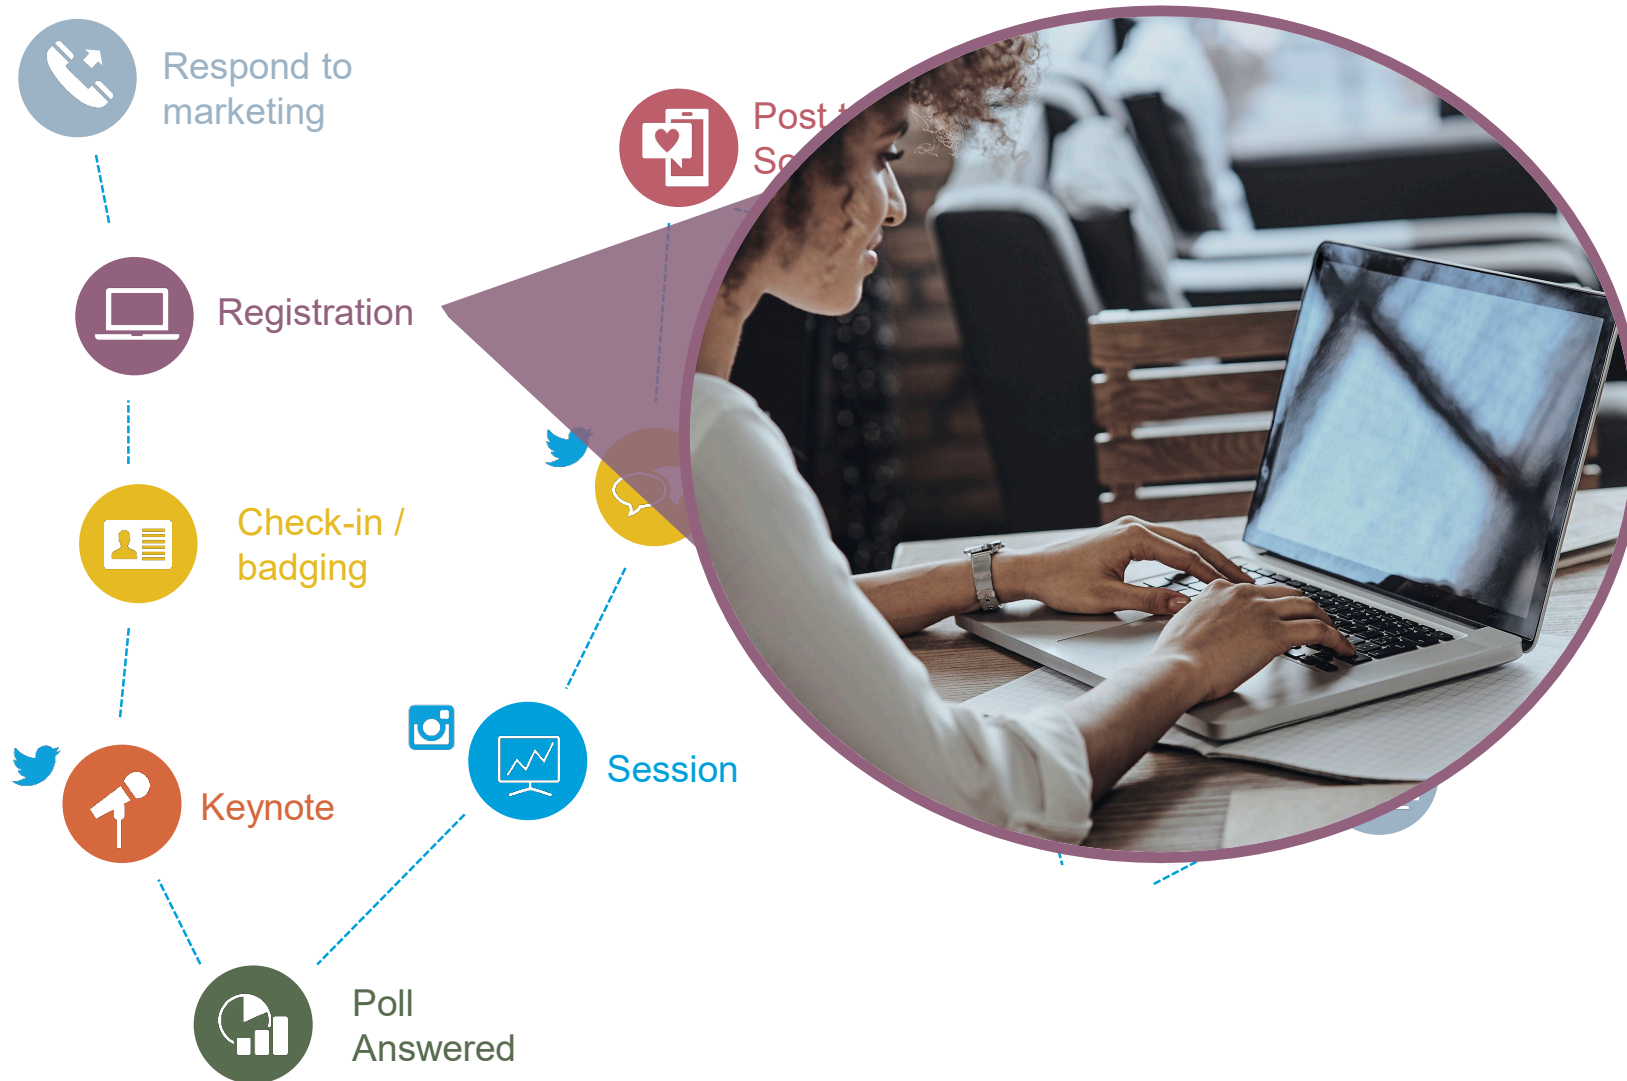 Respond to
marketing
Post
Registration
Check-in /
badging
Session
Keynote
Poll
Answered